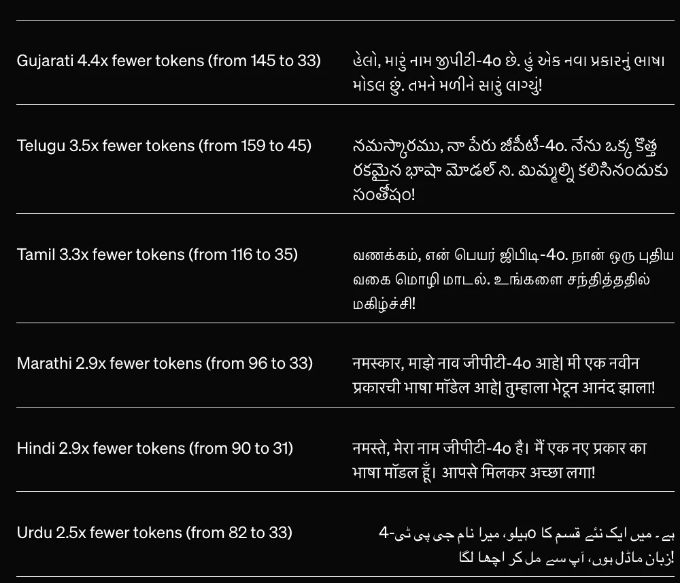 Gujarati 4.4x fewer tokens (from 145 to 33)
હેલો, મારું નામ જીપીટી-4o છે. હું એક નવા પ્રકારનું ભાષા
મોડલ છું. તમને મળીને સારું લાગ્યું!
Telugu 3.5x fewer tokens (from 159 to 45)
నమస్కారము, నా పేరు జీపీటీ-4o. నేను ఒక్క కొత్త
రకమైన భాషా మోడల్ ని. మిమ్మల్ని కలిసినందుకు
సంతోషం!
Tamil 3.3x fewer tokens (from 116 to 35)
வணக்கம், என் பெயர் ஜிபிடி-4o. நான் ஒரு புதிய
வகை மொழி மாடல். உங்களை சந்தித்ததில்
மகிழ்ச்சி!
Marathi 2.9x fewer tokens (from 96 to 33)
नमस्कार, माझे नाव जीपीटी-4o आहे| मी एक नवीन
प्रकारची भाषा मॉडेल आहे| तुम्हाला भेटून आनंद झाला!
Hindi 2.9x fewer tokens (from 90 to 31)
नमस्ते, मेरा नाम जीपीटी-4o है। मैं एक नए प्रकार का
भाषा मॉडल हूँ। आपसे मिलकर अच्छा लगा!
Urdu 2.5x fewer tokens (from 82 to 33)
ہیلو، میرا نام جی پی ٹی-4o ہے۔ میں ایک نئے قسم کا
زبان ماڈل ہوں، آپ سے مل کر اچھا لگا!